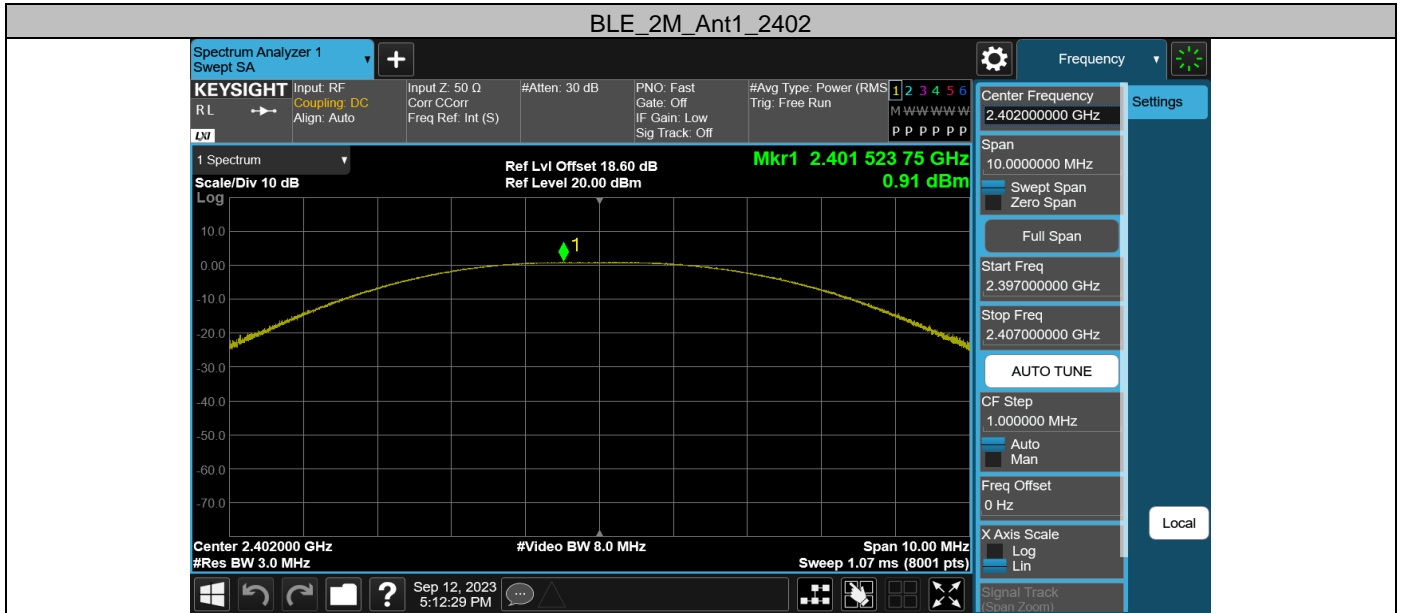 BLE_2M_Ant1_2402
Spectrum Analyzer 1
Swept SA
+
Frequency
KEYSIGHT
R L
LXI
Input: RF
Coupling: DC
Align: Auto
Input Z: 50 Ω
Corr CCorr
Freq Ref: Int (S)
#Atten: 30 dB
PNO: Fast
Gate: Off
IF Gain: Low
Sig Track: Off
#Avg Type: Power (RMS
Trig: Free Run
1 2 3 4 5 6
M W W W W W
P P P P P P
1 Spectrum
Scale/Div 10 dB
Ref Lvl Offset 18.60 dB
Ref Level 20.00 dBm
Mkr1 2.401 523 75 GHz
0.91 dBm
Log
10.0
0.00
-10.0
-20.0
-30.0
-40.0
-50.0
-60.0
-70.0
1
Center 2.402000 GHz
#Res BW 3.0 MHz
#Video BW 8.0 MHz
Span 10.00 MHz
Sweep 1.07 ms (8001 pts)
?
Sep 12, 2023
5:12:29 PM
Center Frequency
2.402000000 GHz
Span
10.0000000 MHz
Swept Span
Zero Span
Full Span
Start Freq
2.397000000 GHz
Stop Freq
2.407000000 GHz
AUTO TUNE
CF Step
1.000000 MHz
Auto
Man
Freq Offset
0 Hz
X Axis Scale
Log
Lin
Signal Track
(Span Zoom)
Settings
Local